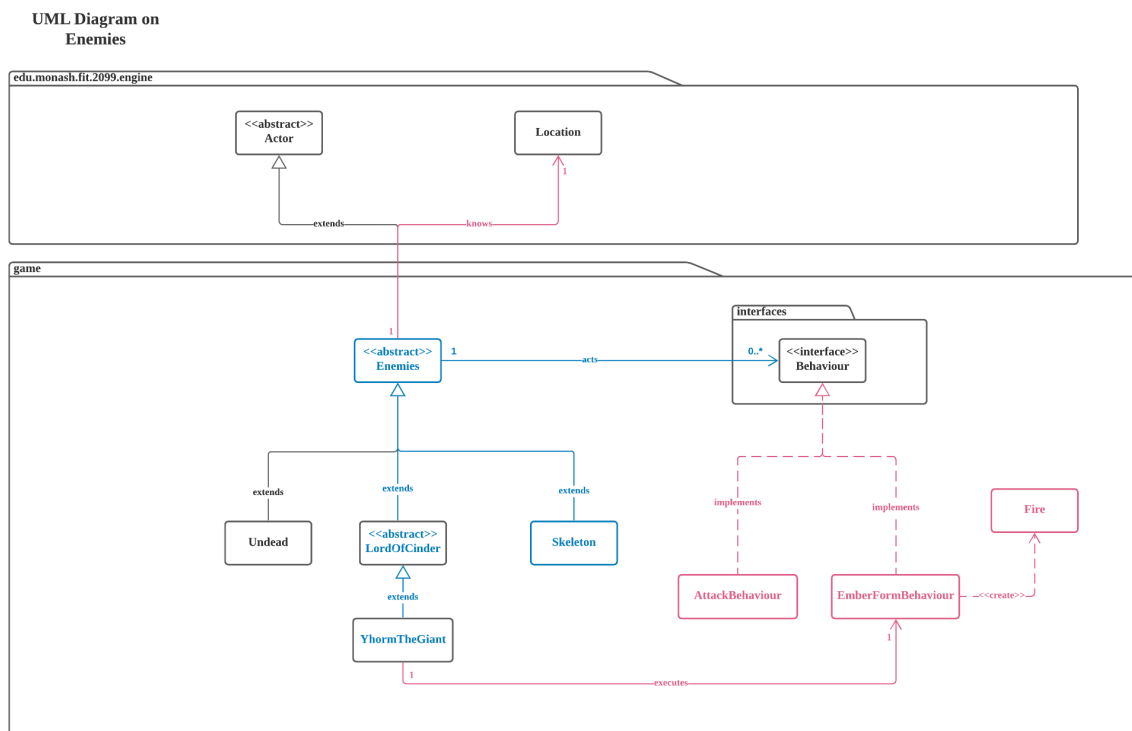 UML Diagram on
Enemies
edu.monash.fit.2099.engine
<<abstract>>
Actor
Location
1
extends
knows
game
1
interfaces
<<abstract>>
Enemies
1
acts
0..*
<<interface>>
Behaviour
extends
extends
extends
implements
implements
Undead
<<abstract>>
LordOfCinder
Skeleton
Fire
extends
AttackBehaviour
EmberFormBehaviour
<<create>>
YhormTheGiant
1
1
executes